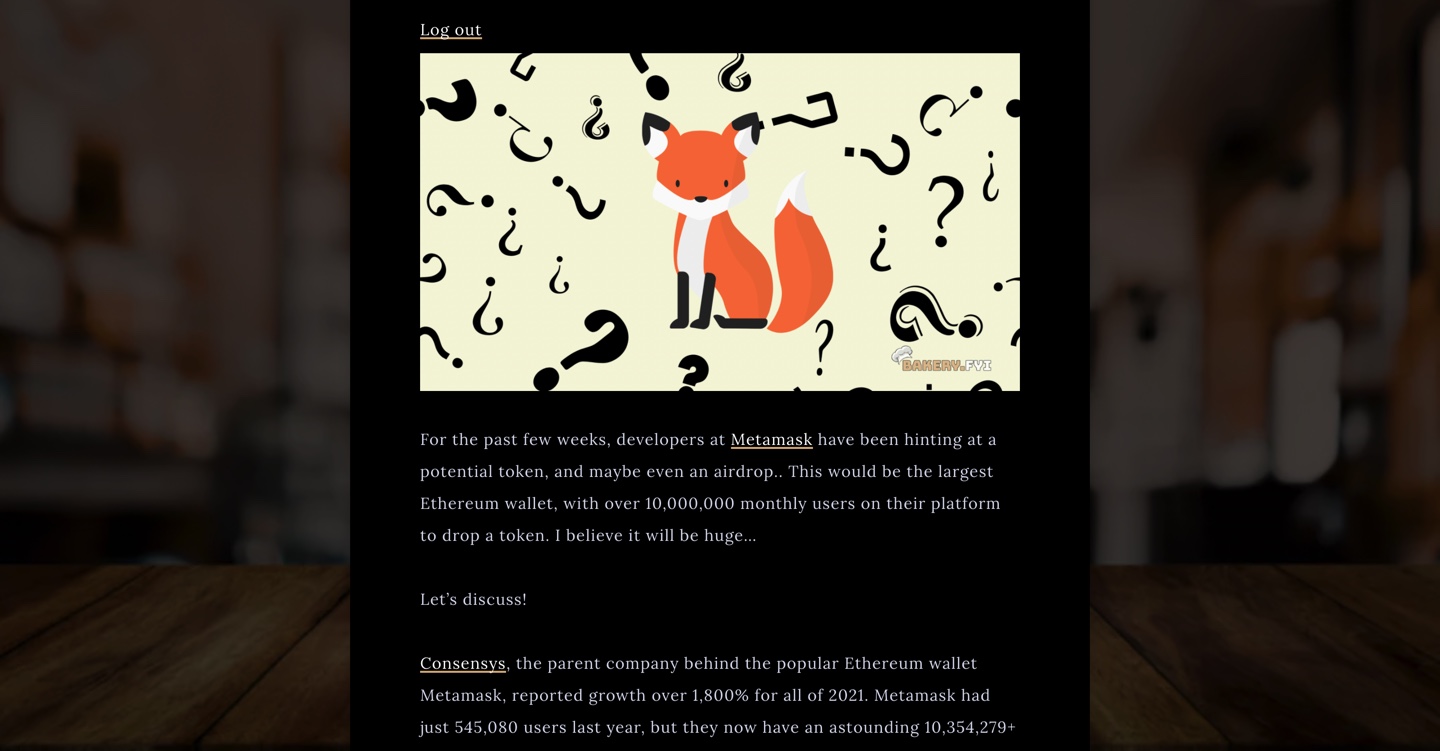 Log out
BAKERY.FYI
For the past few weeks, developers at Metamask have been hinting at a
potential token, and maybe even an airdrop.. This would be the largest
Ethereum wallet, with over 10,000,000 monthly users on their platform
to drop a token. I believe it will be huge…
Let’s discuss!
Consensys, the parent company behind the popular Ethereum wallet
Metamask, reported growth over 1,800% for all of 2021. Metamask had
just 545,080 users last year, but they now have an astounding 10,354,279+